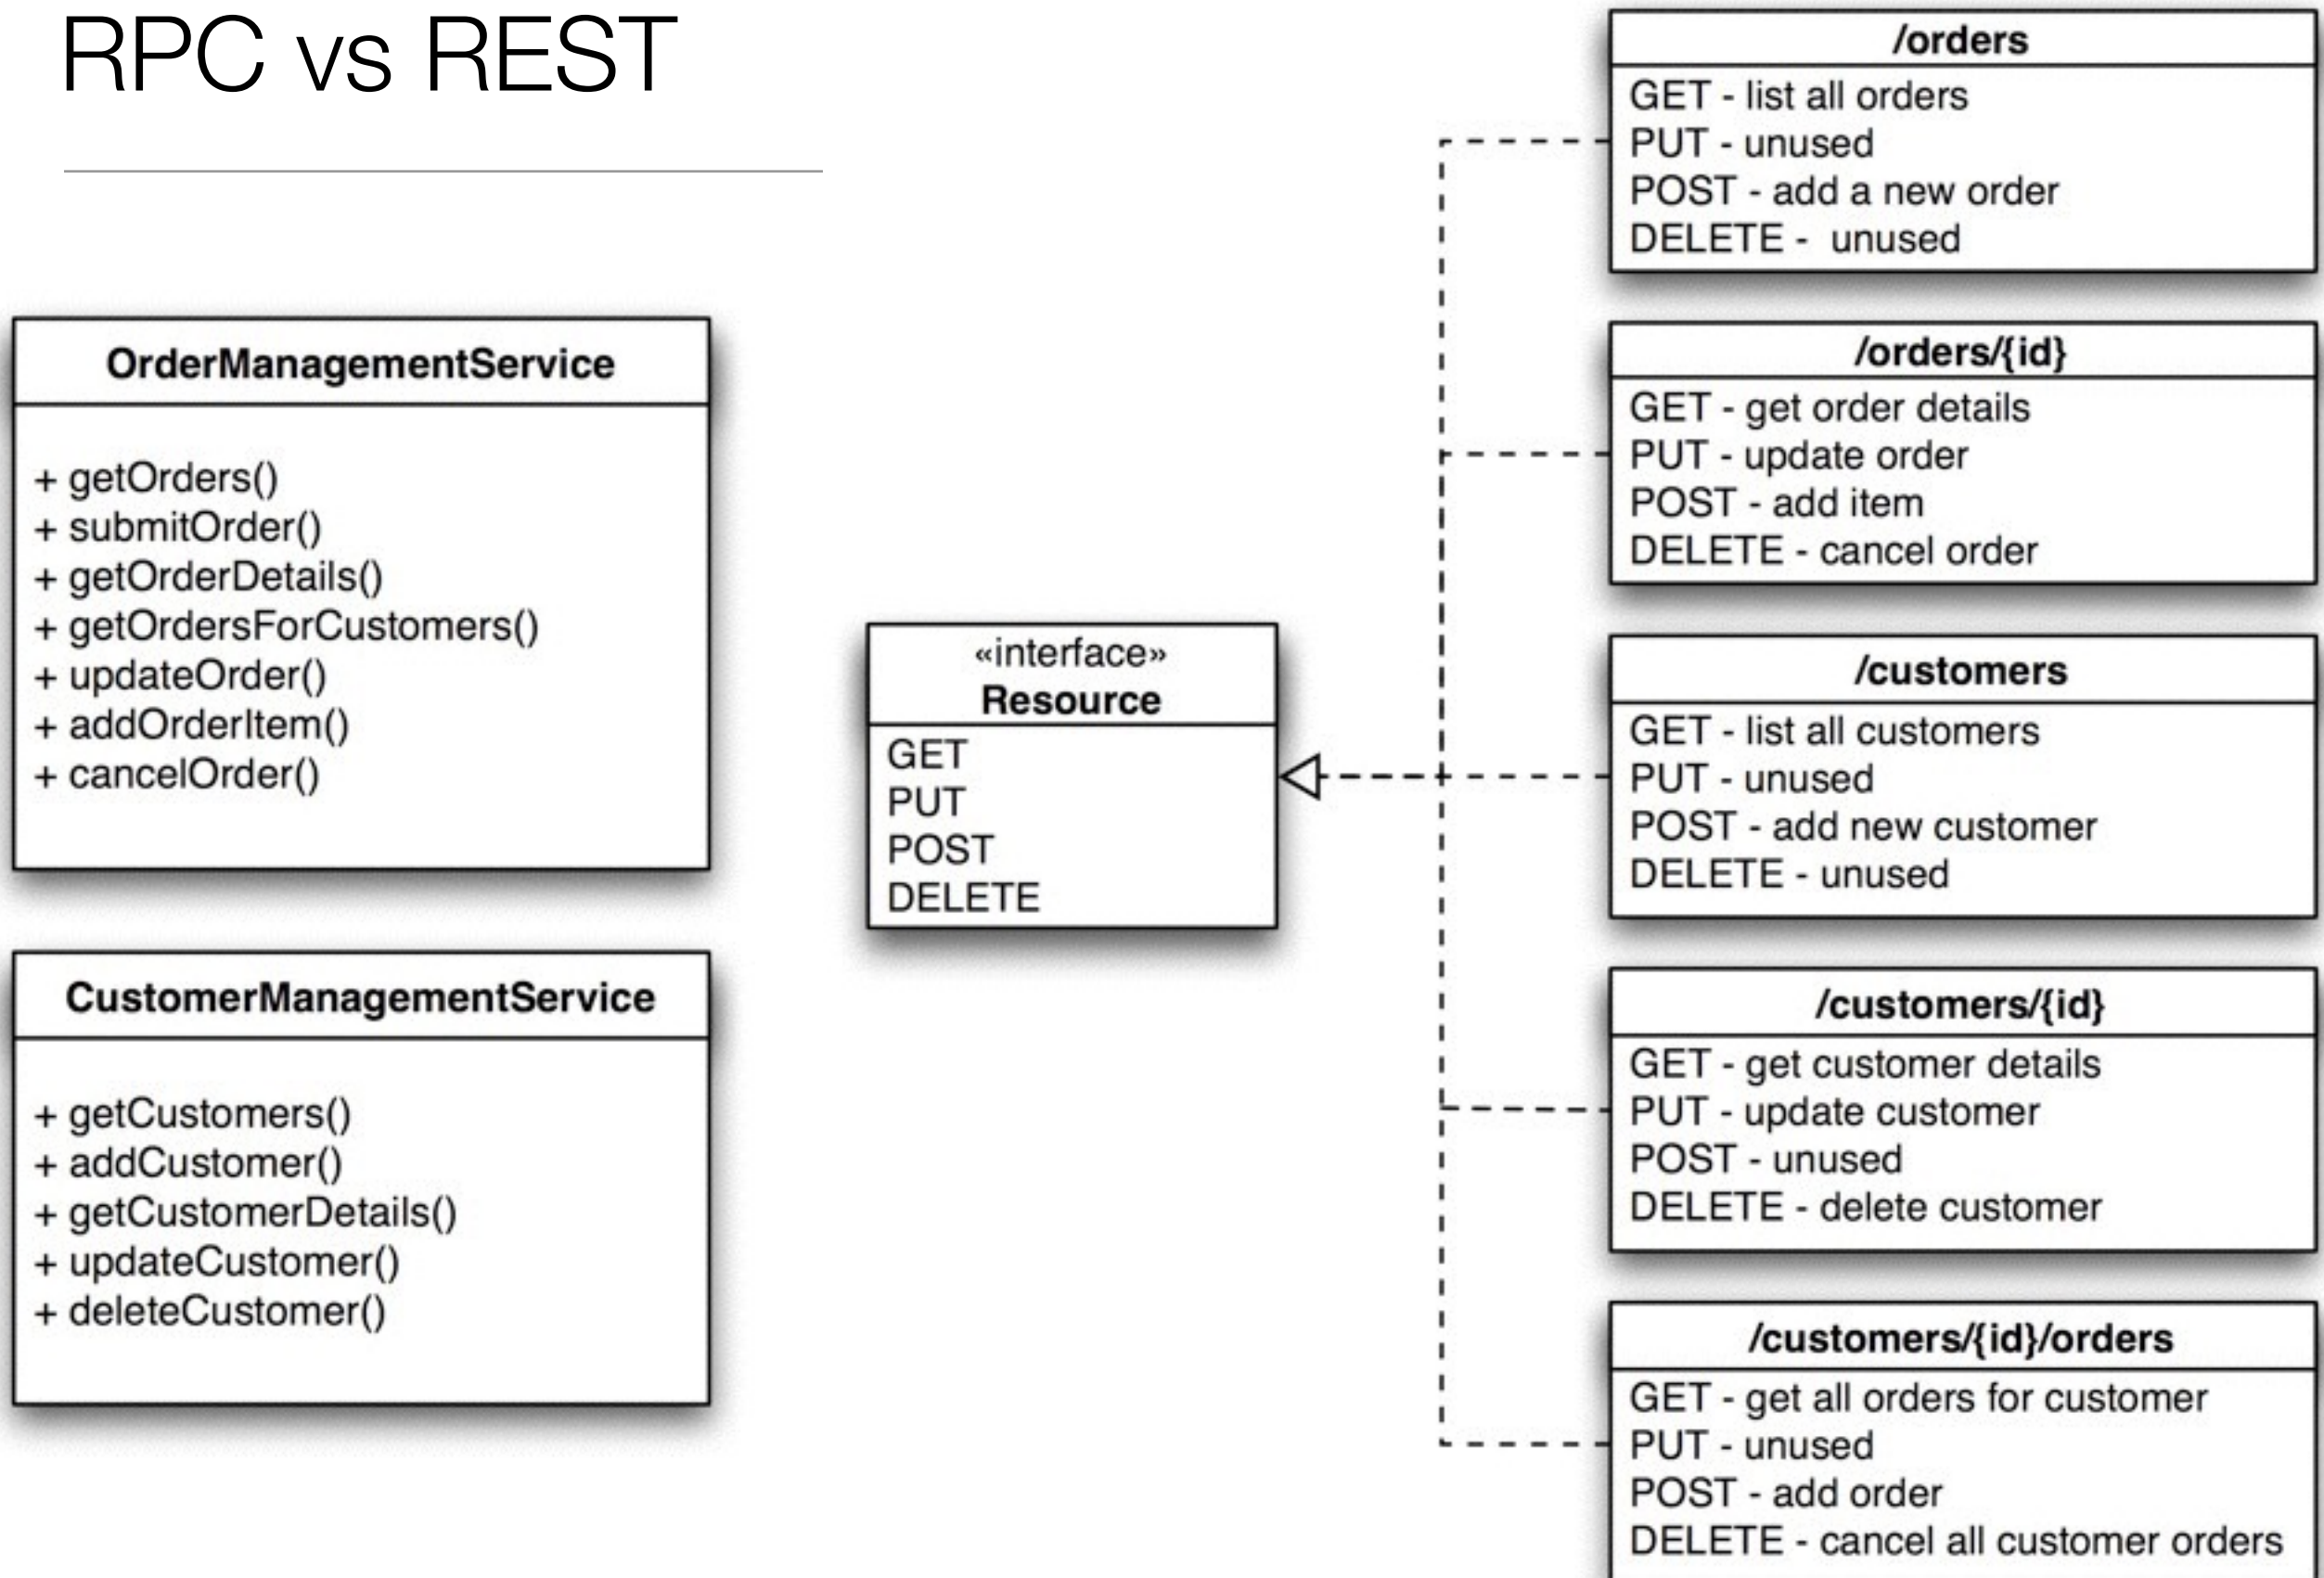 RPC vs REST
OrderManagementService
+ getOrders()
+ submitOrder()
+ getOrderDetails()
+ getOrdersForCustomers()
+ updateOrder()
+ addOrderItem()
+ cancelOrder()
CustomerManagementService
+ getCustomers()
+ addCustomer()
+ getCustomerDetails()
+ updateCustomer()
+ deleteCustomer()
«interface»
Resource
GET
PUT
POST
DELETE
/orders
GET - list all orders
PUT - unused
POST - add a new order
DELETE -  unused
/orders/{id}
GET - get order details
PUT - update order
POST - add item
DELETE - cancel order
/customers
GET - list all customers
PUT - unused
POST - add new customer
DELETE - unused
/customers/{id}
GET - get customer details
PUT - update customer
POST - unused
DELETE - delete customer
/customers/{id}/orders
GET - get all orders for customer
PUT - unused
POST - add order
DELETE - cancel all customer orders